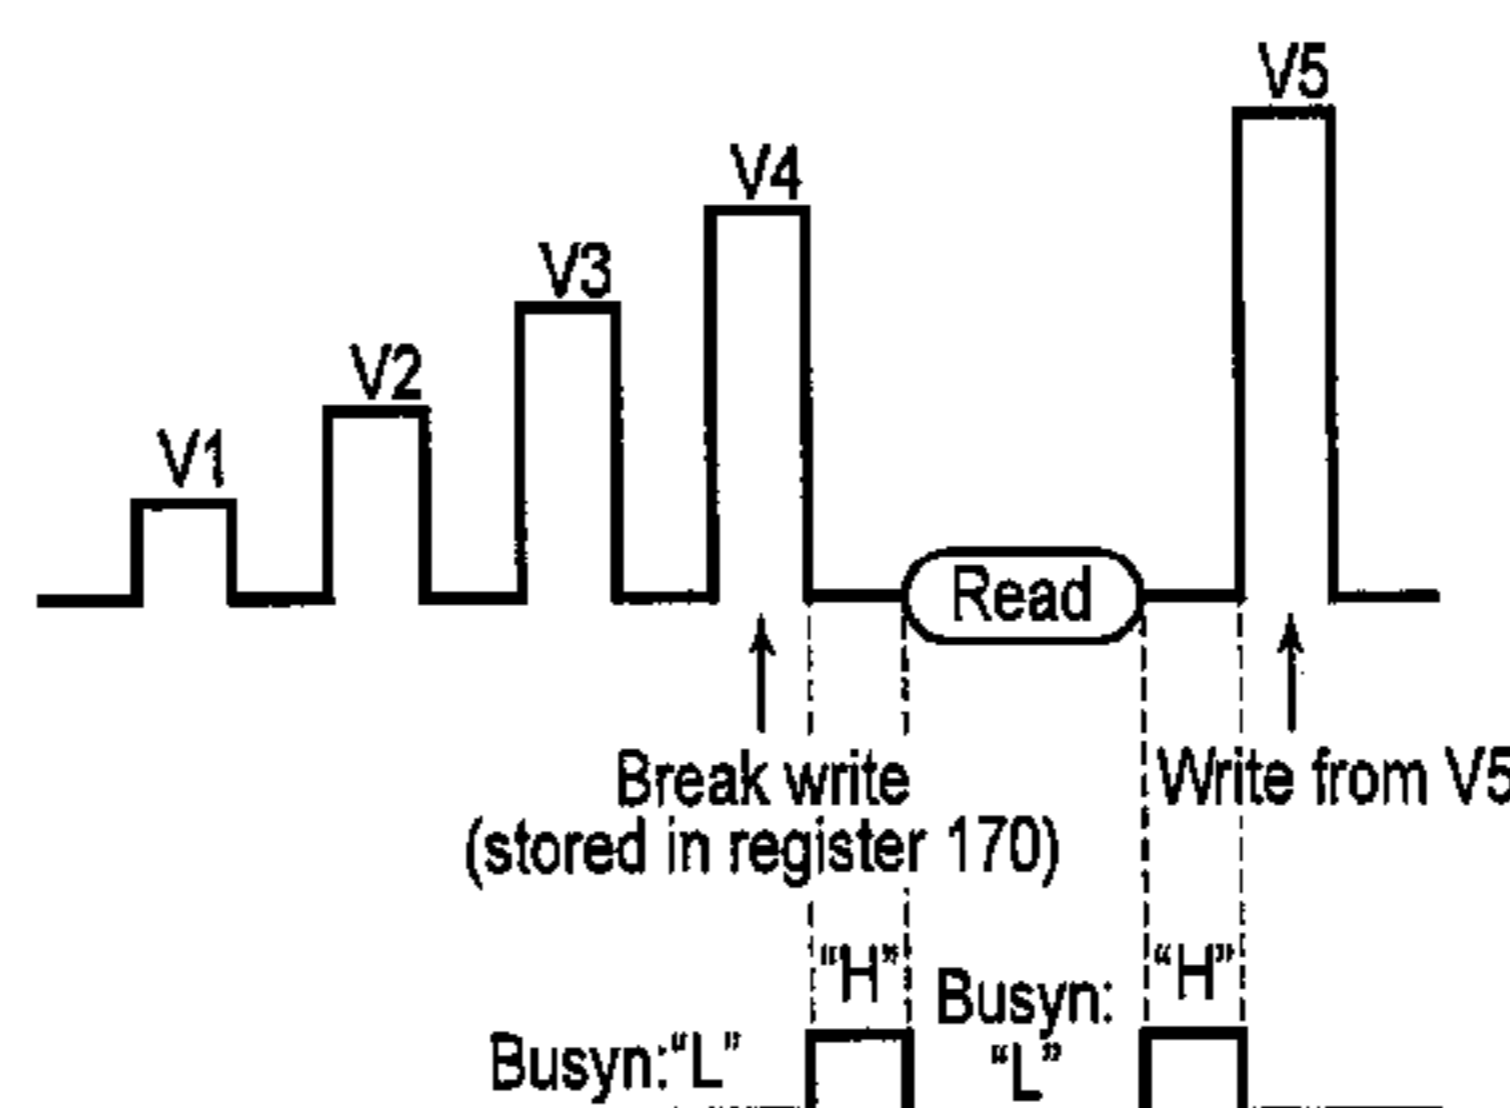 V5
V4
V3
V2
V1
Read
Break write
(stored in register 170)
Write from V5
"H"
"H"
Busyn:
"L"
Busyn:"L"